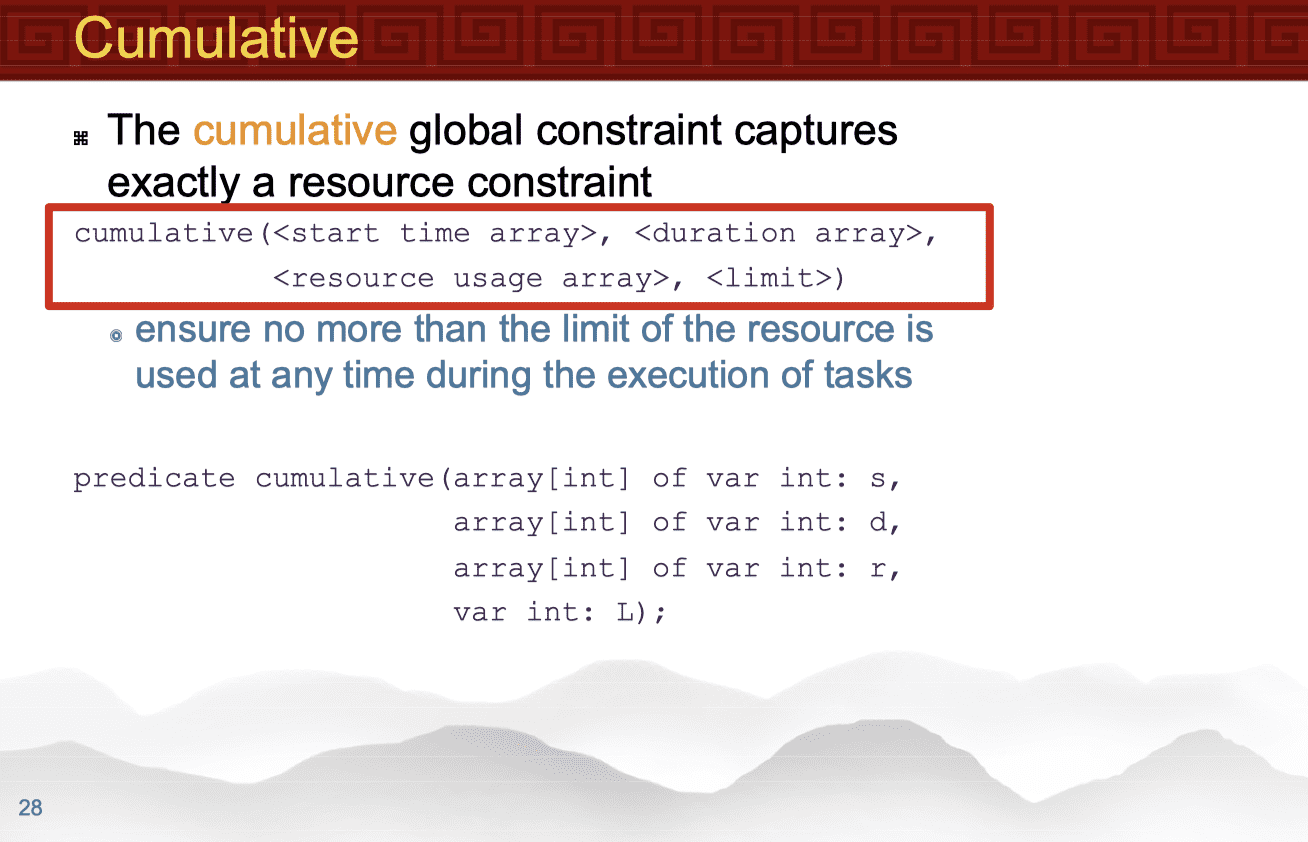 Cumulative
⌘ The cumulative global constraint captures
exactly a resource constraint
cumulative(<start time array>, <duration array>,
<resource usage array>, <limit>)
◉ ensure no more than the limit of the resource is
used at any time during the execution of tasks
predicate cumulative(array[int] of var int: s,
array[int] of var int: d,
array[int] of var int: r,
var int: L);
28